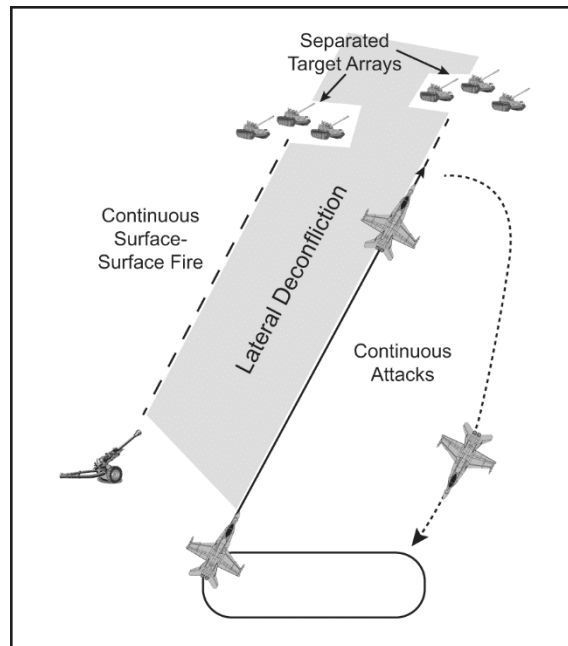 Separated
Target Arrays
Continuous
Surface-
Surface Fire
Lateral Deconfliction
Continuous
Attacks